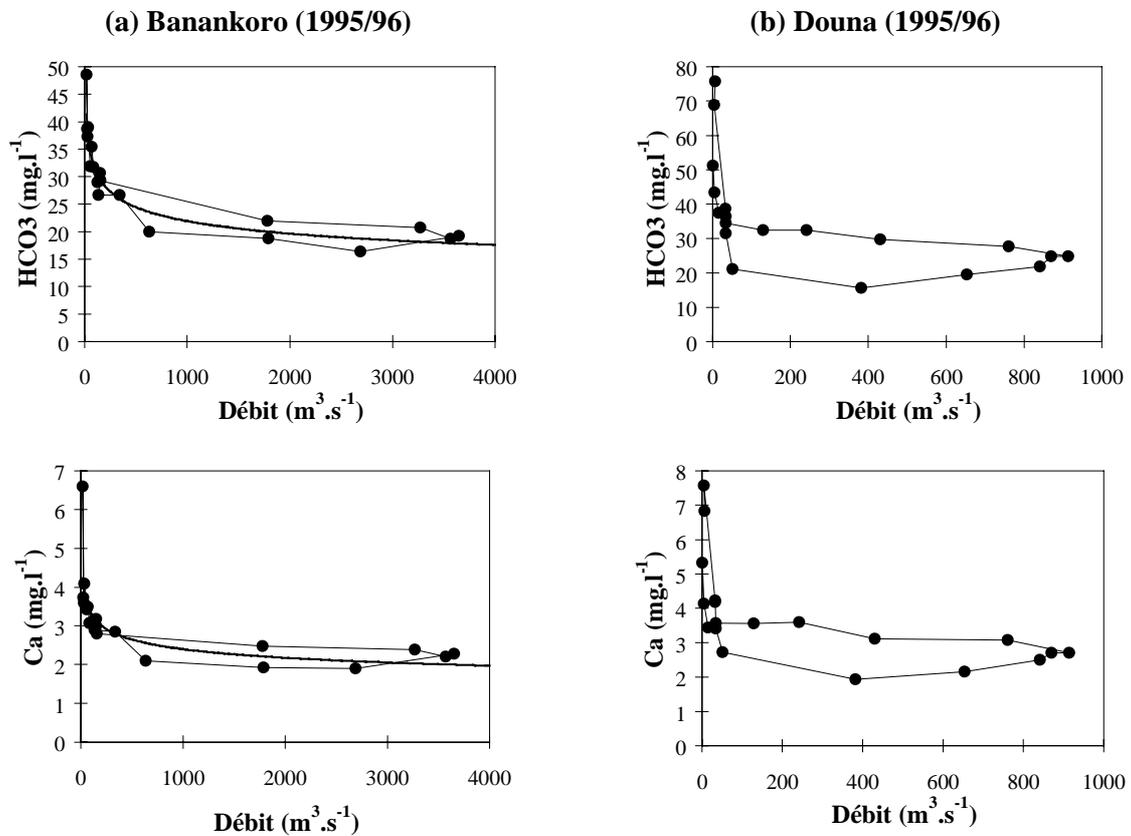 (a) Banankoro (1995/96)
(b) Douna (1995/96)
HCO3 (mg.l-1)
50
45
40
35
30
25
20
15
10
5
0
0 1000 2000 3000 4000
Débit (m3.s-1)
HCO3 (mg.l-1)
80
70
60
50
40
30
20
10
0
0 200 400 600 800 1000
Débit (m3.s-1)
Ca (mg.l-1)
7
6
5
4
3
2
1
0
0 1000 2000 3000 4000
Débit (m3.s-1)
Ca (mg.l-1)
8
7
6
5
4
3
2
1
0
0 200 400 600 800 1000
Débit (m3.s-1)